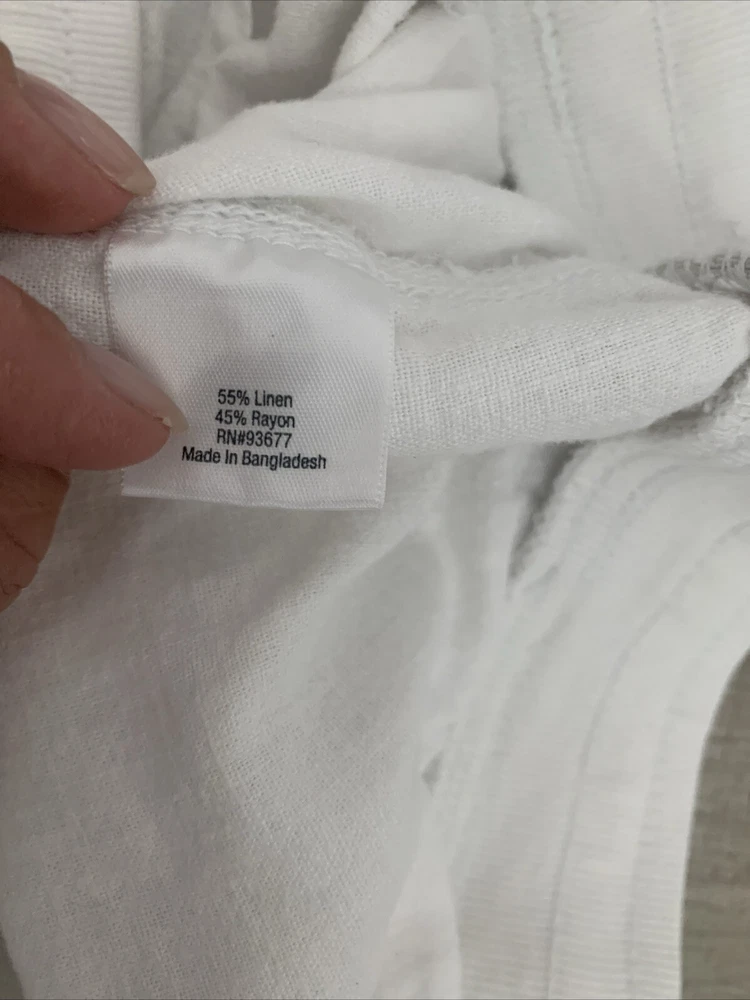 55% Linen
45% Rayon
RN#93677
Made In Bangladesh